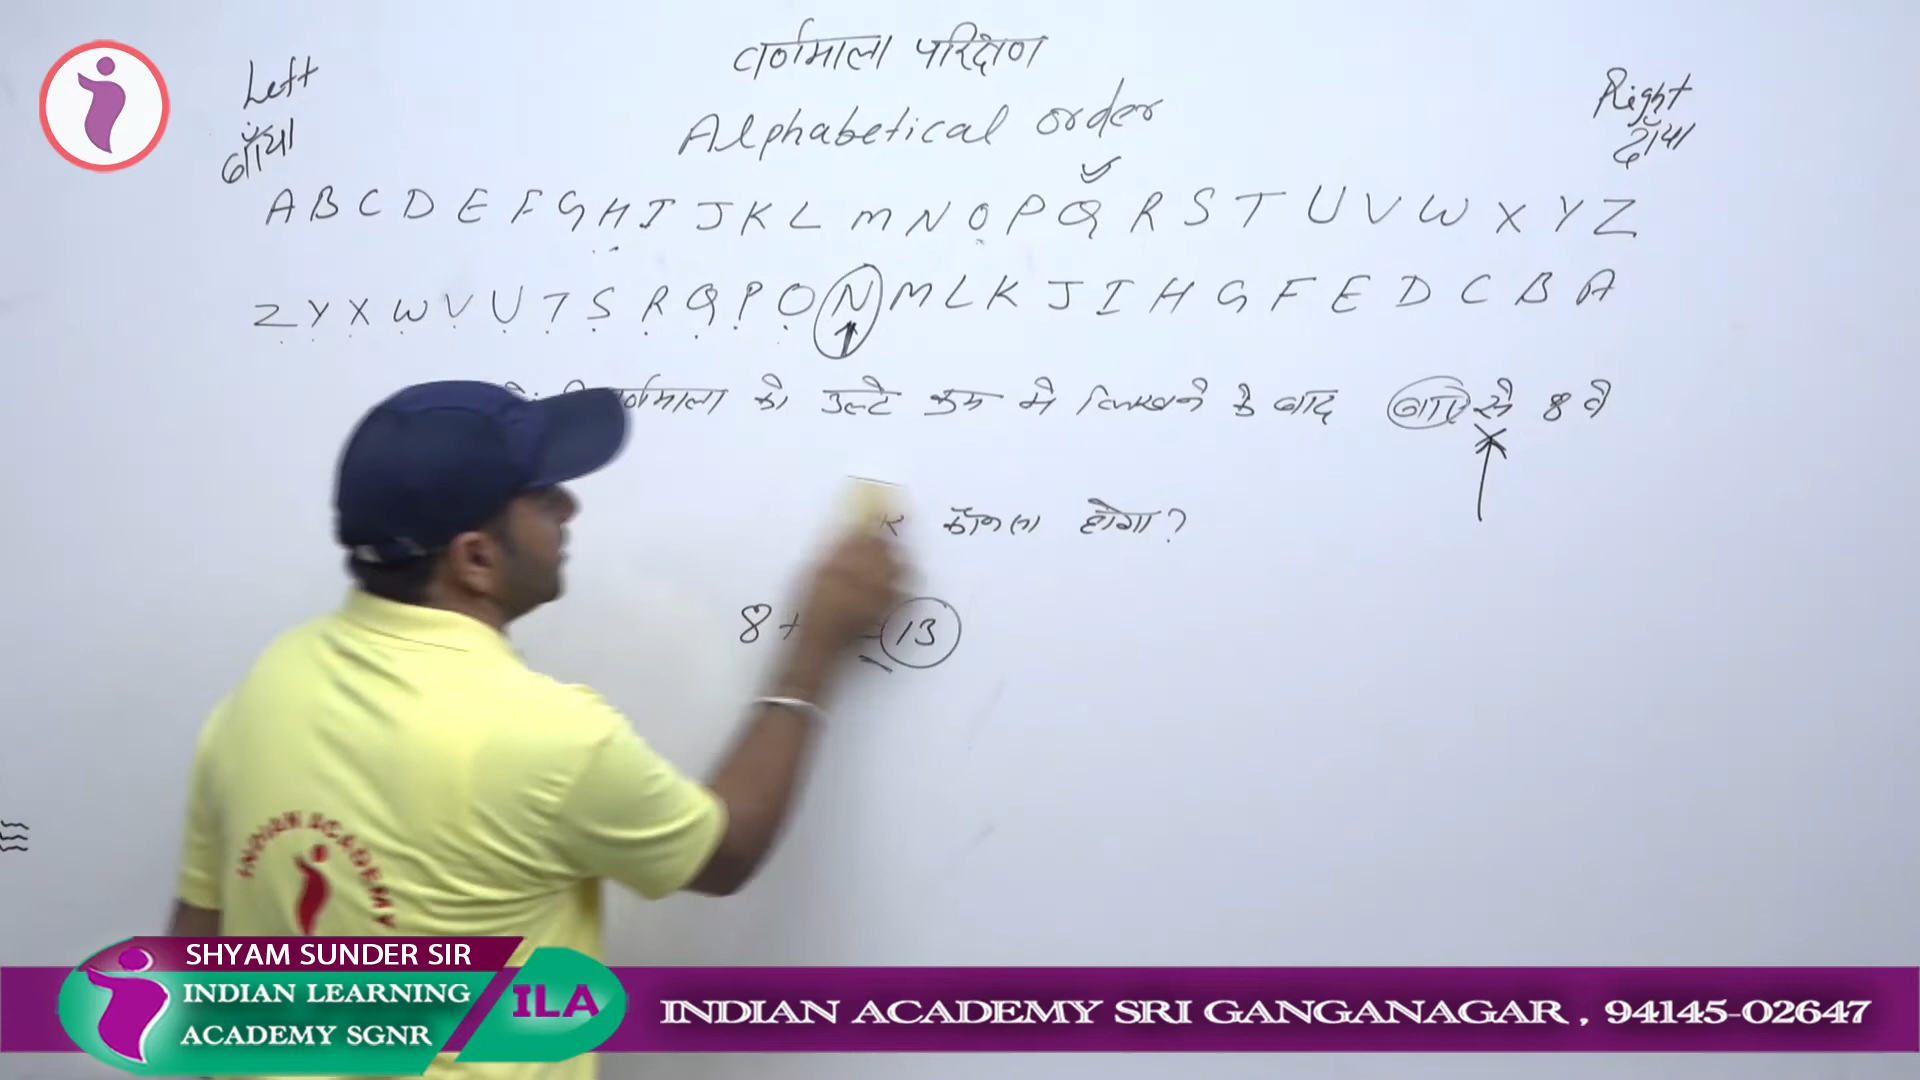 वर्णमाला परिक्षण
Left
बाँया
Right
दाँया
Alphabetical order
A B C D E F G H I J K L M N O P Q R S T U V W X Y Z
Z Y X W V U T S R Q P O N M L K J I H G F E D C B A
र्णमाला को उल्टे क्रम मे लिखने के बाद बाएं से 8 वे
कौनसा होगा?
8+ 13
INDIAN ACADEMY
SHYAM SUNDER SIR
INDIAN LEARNING
ACADEMY SGNR
ILA
INDIAN ACADEMY SRI GANGANAGAR , 94145-02647